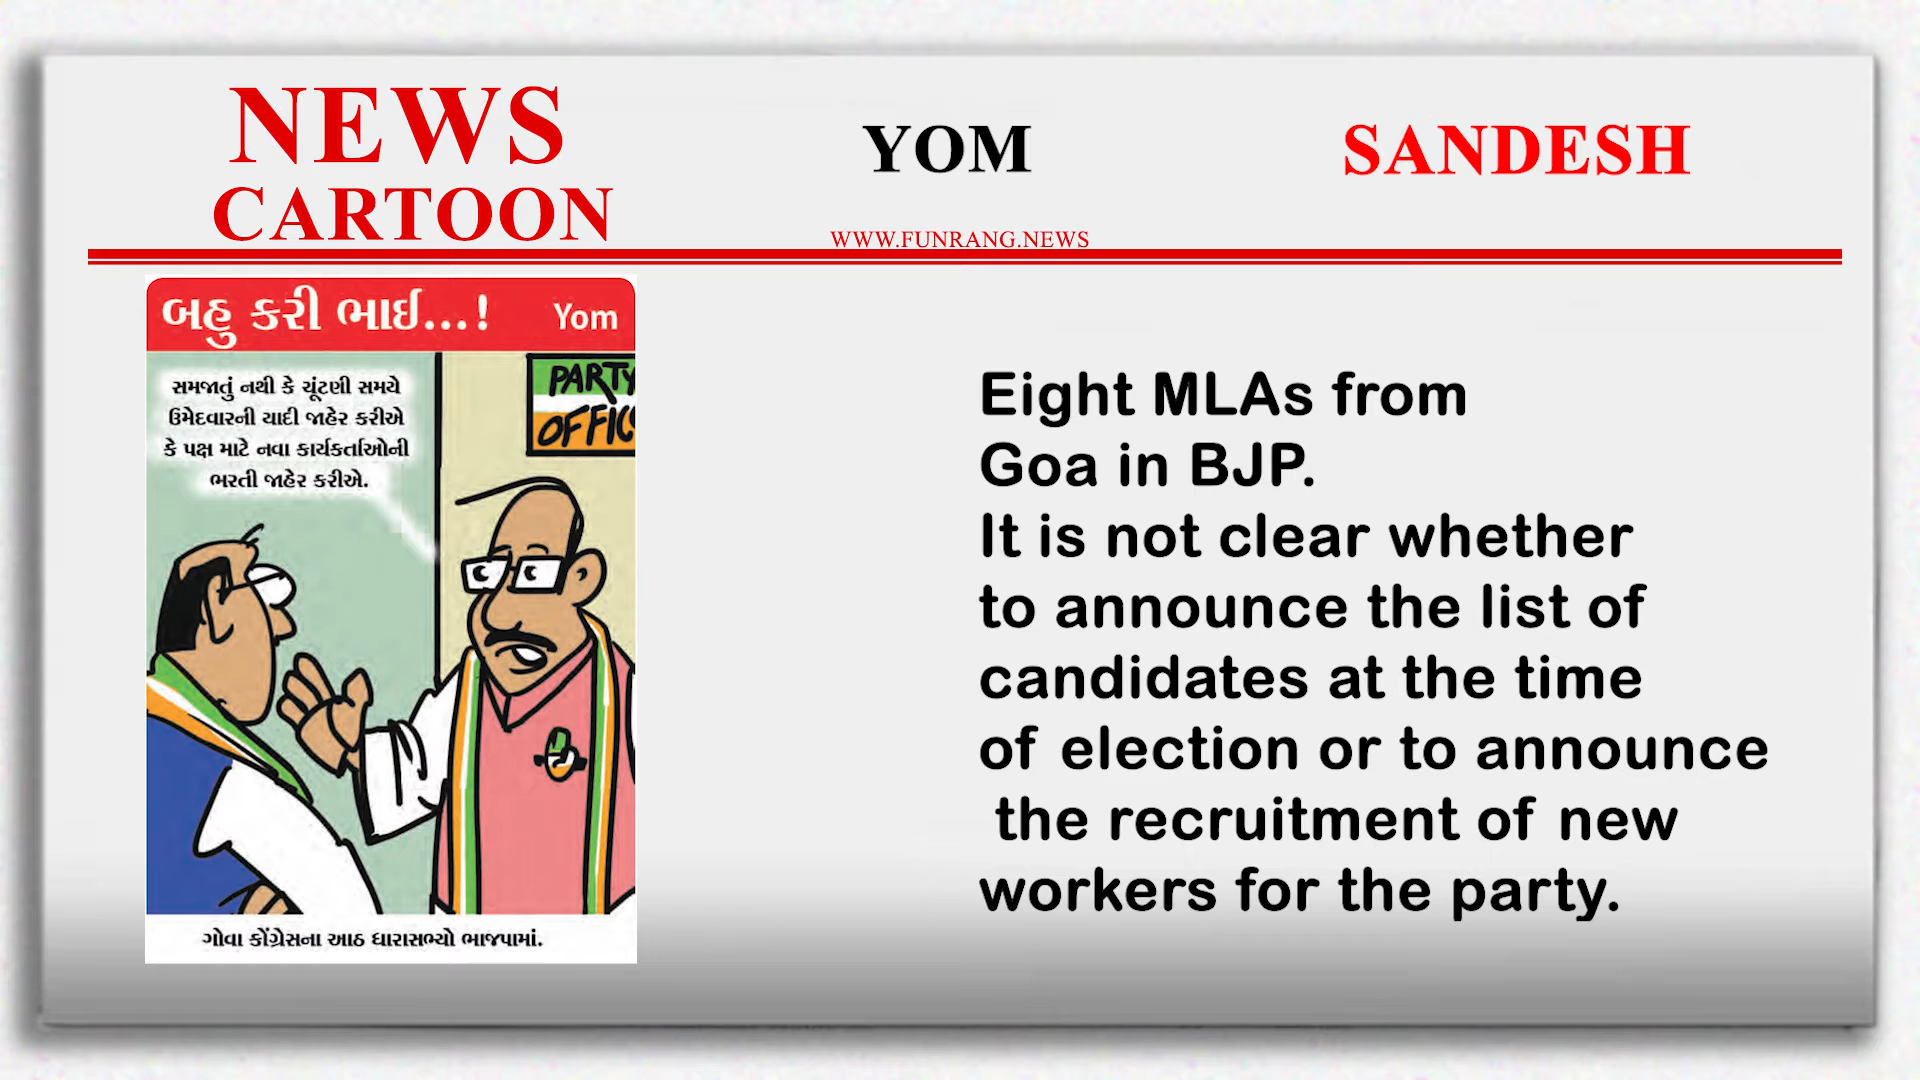 NEWS
CARTOON
YOM
SANDESH
WWW.FUNRANG.NEWS
બહુ કરી ભાઈ...!
Yom
સમજાતું નથી કે ચૂંટણી સમયે
ઉમેદવારની યાદી જાહેર કરીએ
કે પક્ષ માટે નવા કાર્યકર્તાઓની
ભરતી જાહેર કરીએ.
PARTY
OFFIC
ગોવા કોંગ્રેસના આઠ ધારાસભ્યો ભાજપામાં.
Eight MLAs from
Goa in BJP.
It is not clear whether
to announce the list of
candidates at the time
of election or to announce
the recruitment of new
workers for the party.